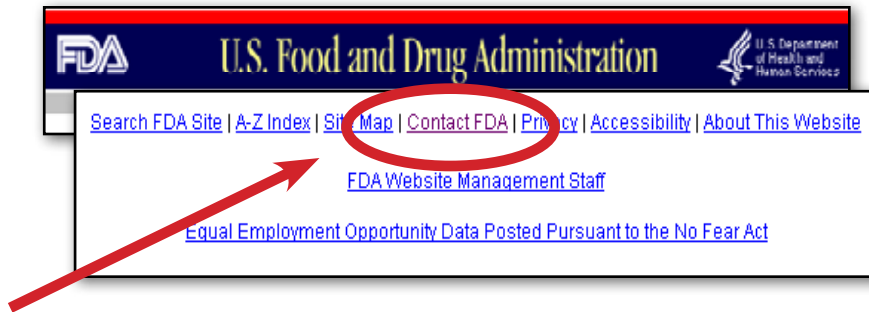 FDA U.S. Food and Drug Administration
U.S. Department
of Health and
Human Services
Search FDA Site | A-Z Index | Site Map | Contact FDA | Privacy | Accessibility | About This Website
FDA Website Management Staff
Equal Employment Opportunity Data Posted Pursuant to the No Fear Act